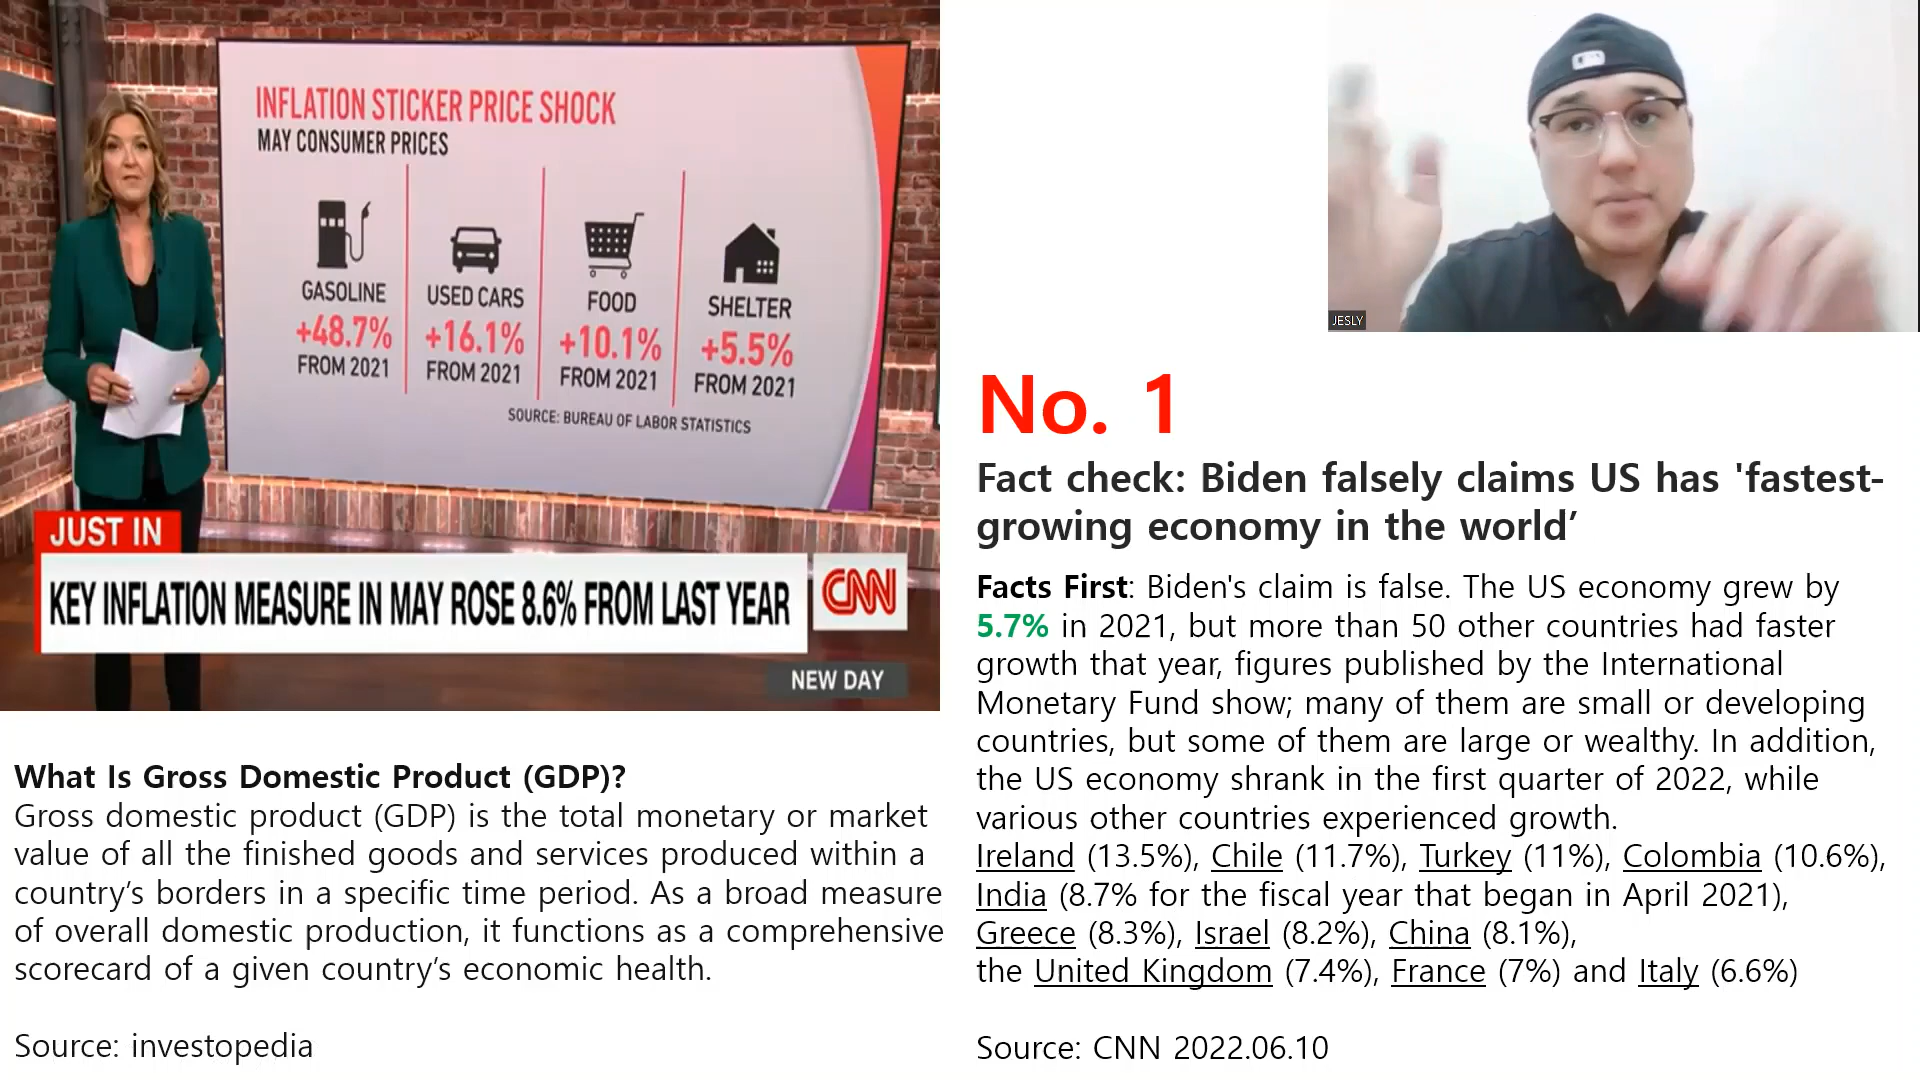 INFLATION STICKER PRICE SHOCK
MAY CONSUMER PRICES
GASOLINE
+48.7%
FROM 2021
USED CARS
+16.1%
FROM 2021
FOOD
+10.1%
FROM 2021
SHELTER
+5.5%
FROM 2021
SOURCE: BUREAU OF LABOR STATISTICS
JUST IN
KEY INFLATION MEASURE IN MAY ROSE 8.6% FROM LAST YEAR
CNN
NEW DAY
What Is Gross Domestic Product (GDP)?
Gross domestic product (GDP) is the total monetary or market
value of all the finished goods and services produced within a
country’s borders in a specific time period. As a broad measure
of overall domestic production, it functions as a comprehensive
scorecard of a given country’s economic health.
Source: investopedia
JESLY
No. 1
Fact check: Biden falsely claims US has 'fastest-
growing economy in the world’
Facts First: Biden's claim is false. The US economy grew by
5.7% in 2021, but more than 50 other countries had faster
growth that year, figures published by the International
Monetary Fund show; many of them are small or developing
countries, but some of them are large or wealthy. In addition,
the US economy shrank in the first quarter of 2022, while
various other countries experienced growth.
Ireland (13.5%), Chile (11.7%), Turkey (11%), Colombia (10.6%),
India (8.7% for the fiscal year that began in April 2021),
Greece (8.3%), Israel (8.2%), China (8.1%),
the United Kingdom (7.4%), France (7%) and Italy (6.6%)
Source: CNN 2022.06.10